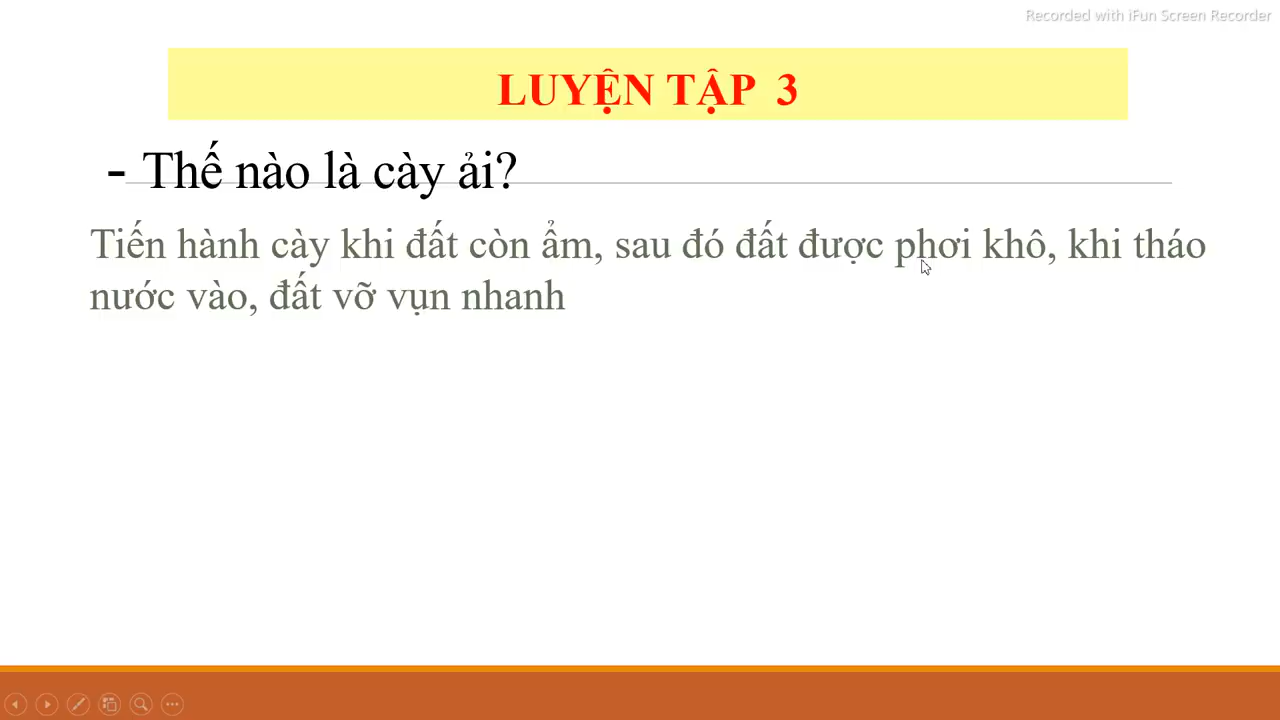 Recorded with iFun Screen Recorder
LUYỆN TẬP 3
- Thế nào là cày ải?
Tiến hành cày khi đất còn ẩm, sau đó đất được phơi khô, khi tháo
nước vào, đất vỡ vụn nhanh